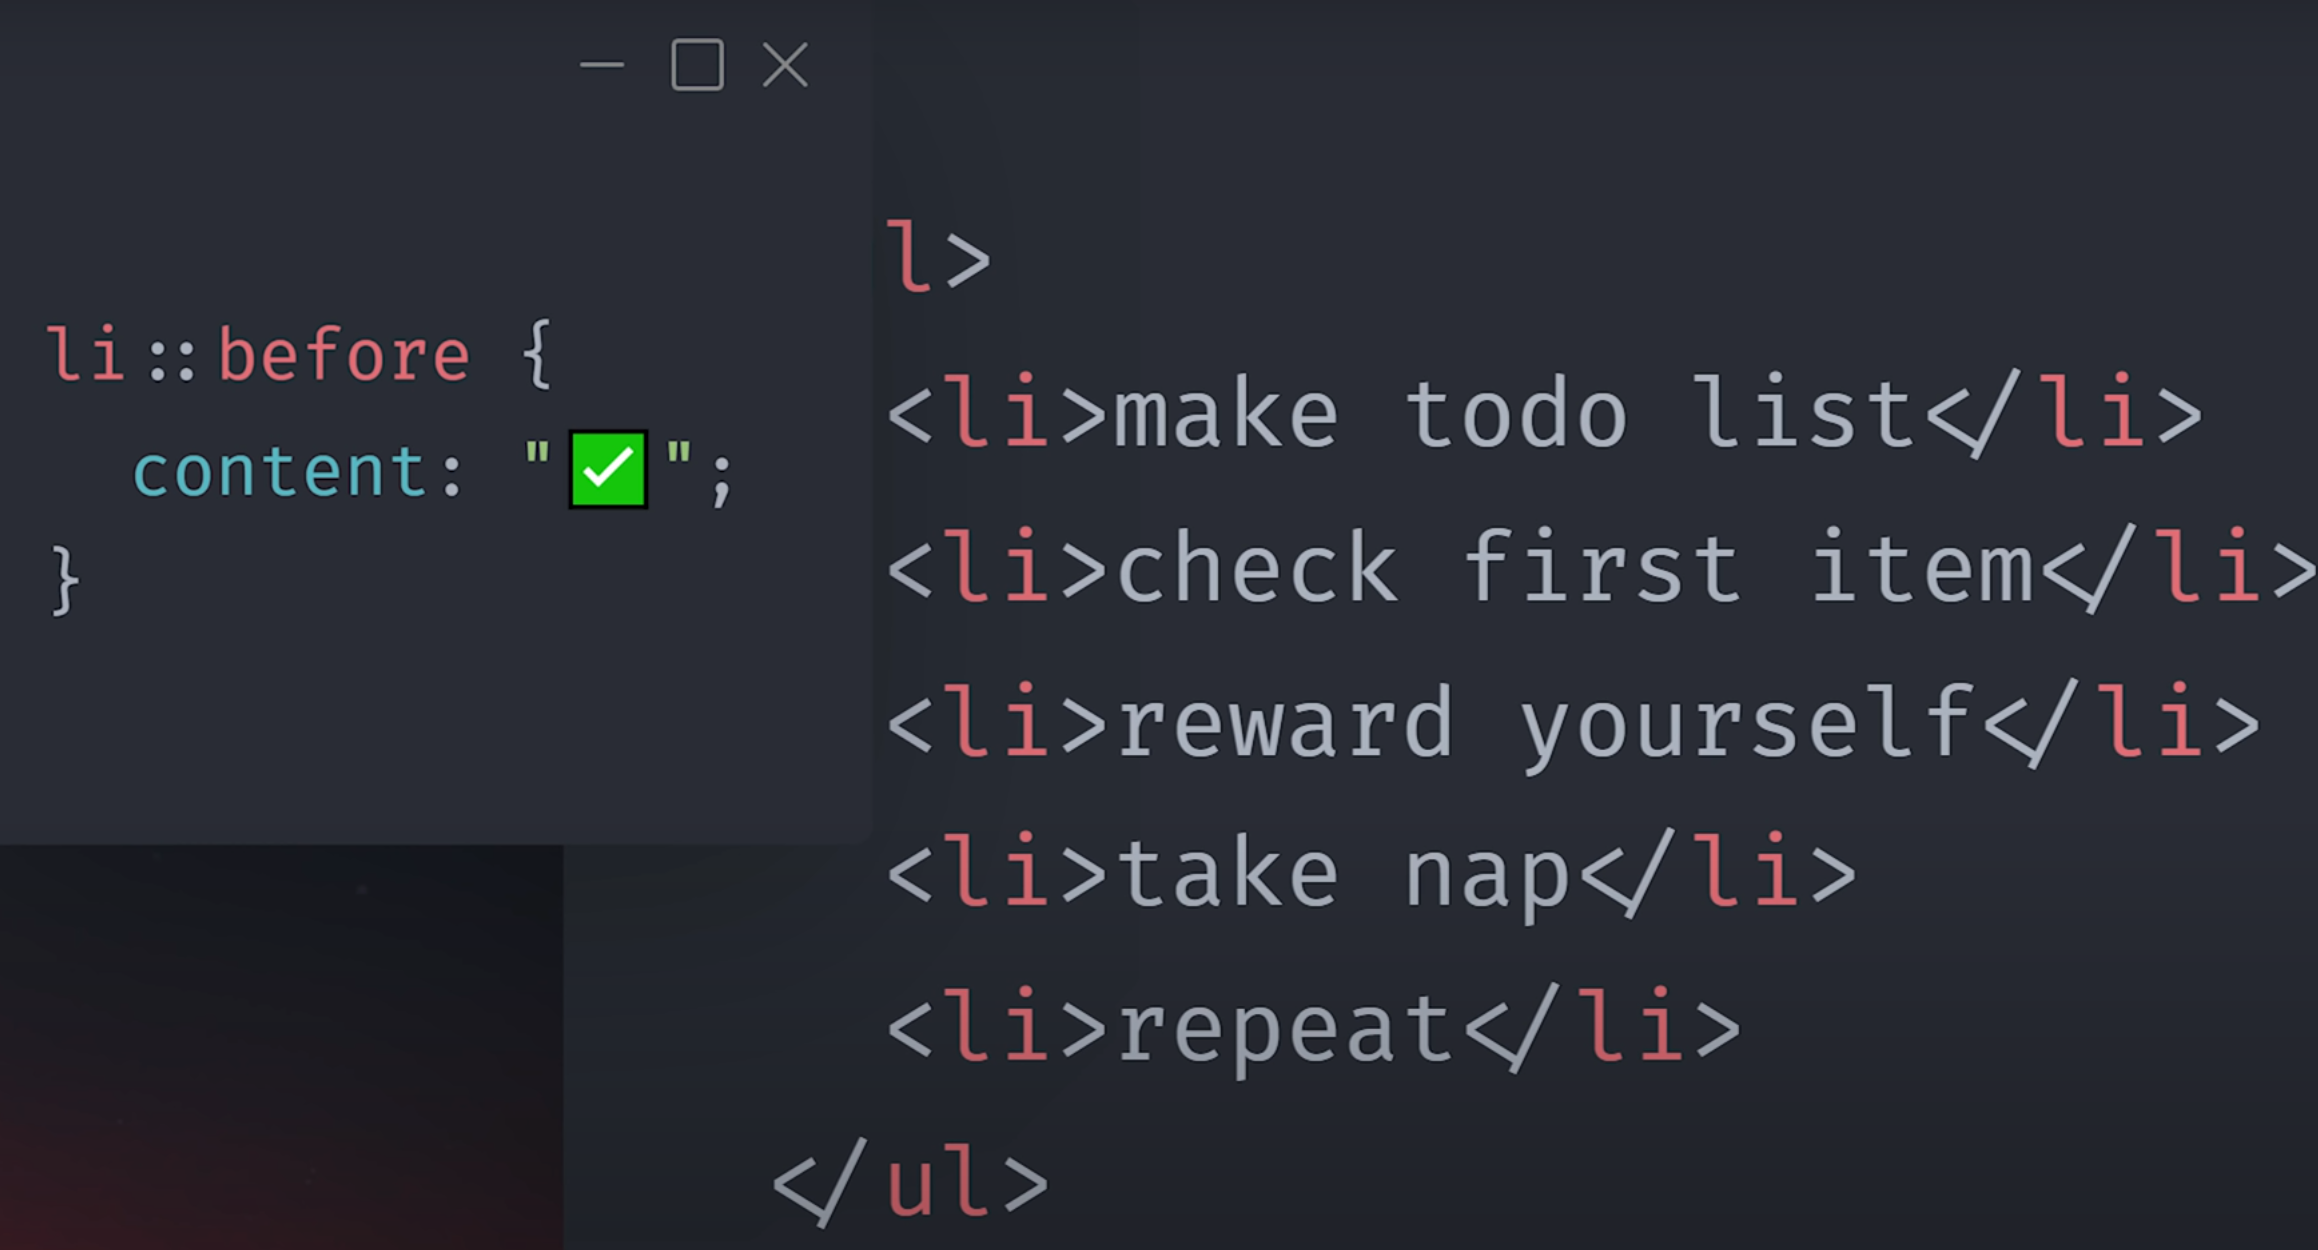 li::before {
content: "✅";
}
l>
<li>make todo list</li>
<li>check first item</li>
<li>reward yourself</li>
<li>take nap</li>
<li>repeat</li>
</ul>